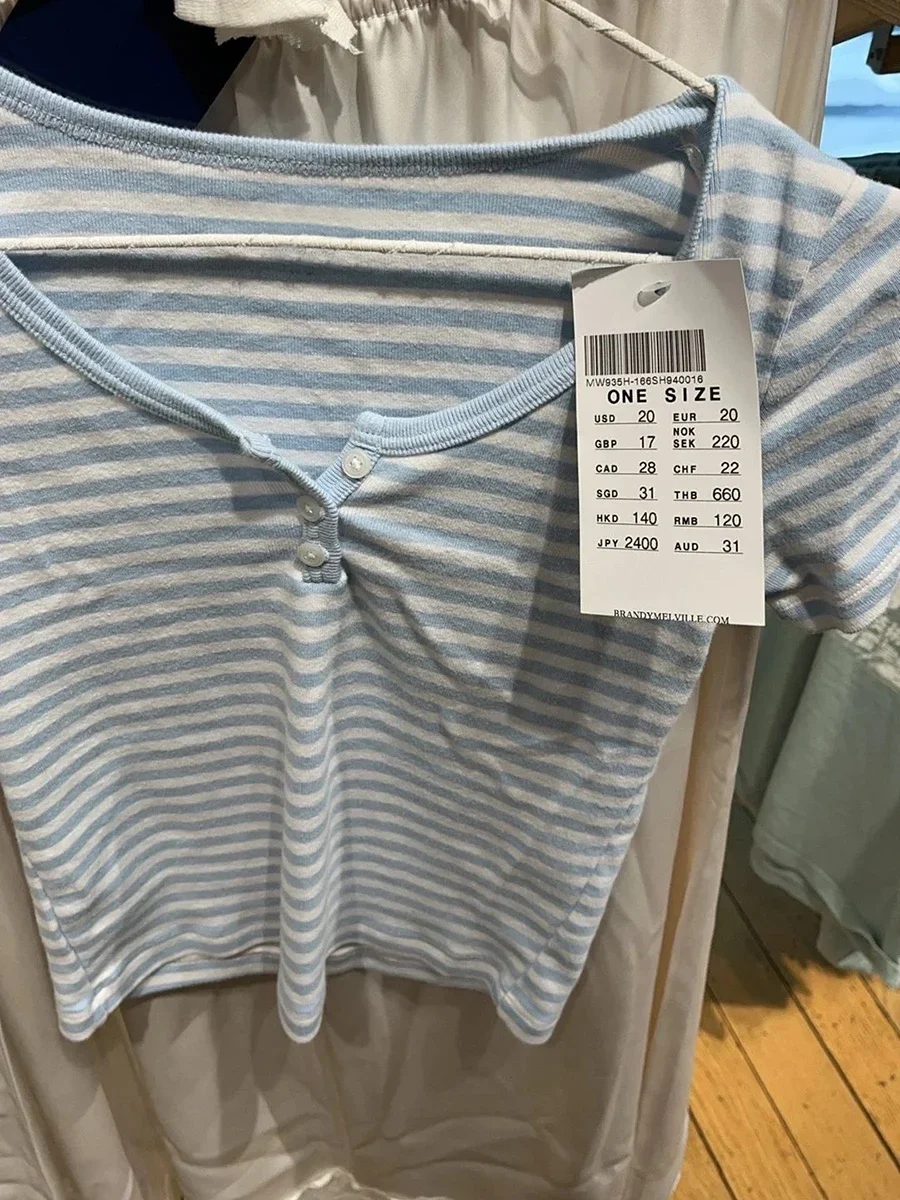 MW935H-166SH940016
ONE SIZE
USD 20 EUR 20
NOK
GBP 17 SEK 220
CAD 28 CHF 22
SGD 31 THB 660
HKD 140 RMB 120
JPY 2400 AUD 31
BRANDYMELVILLE.COM